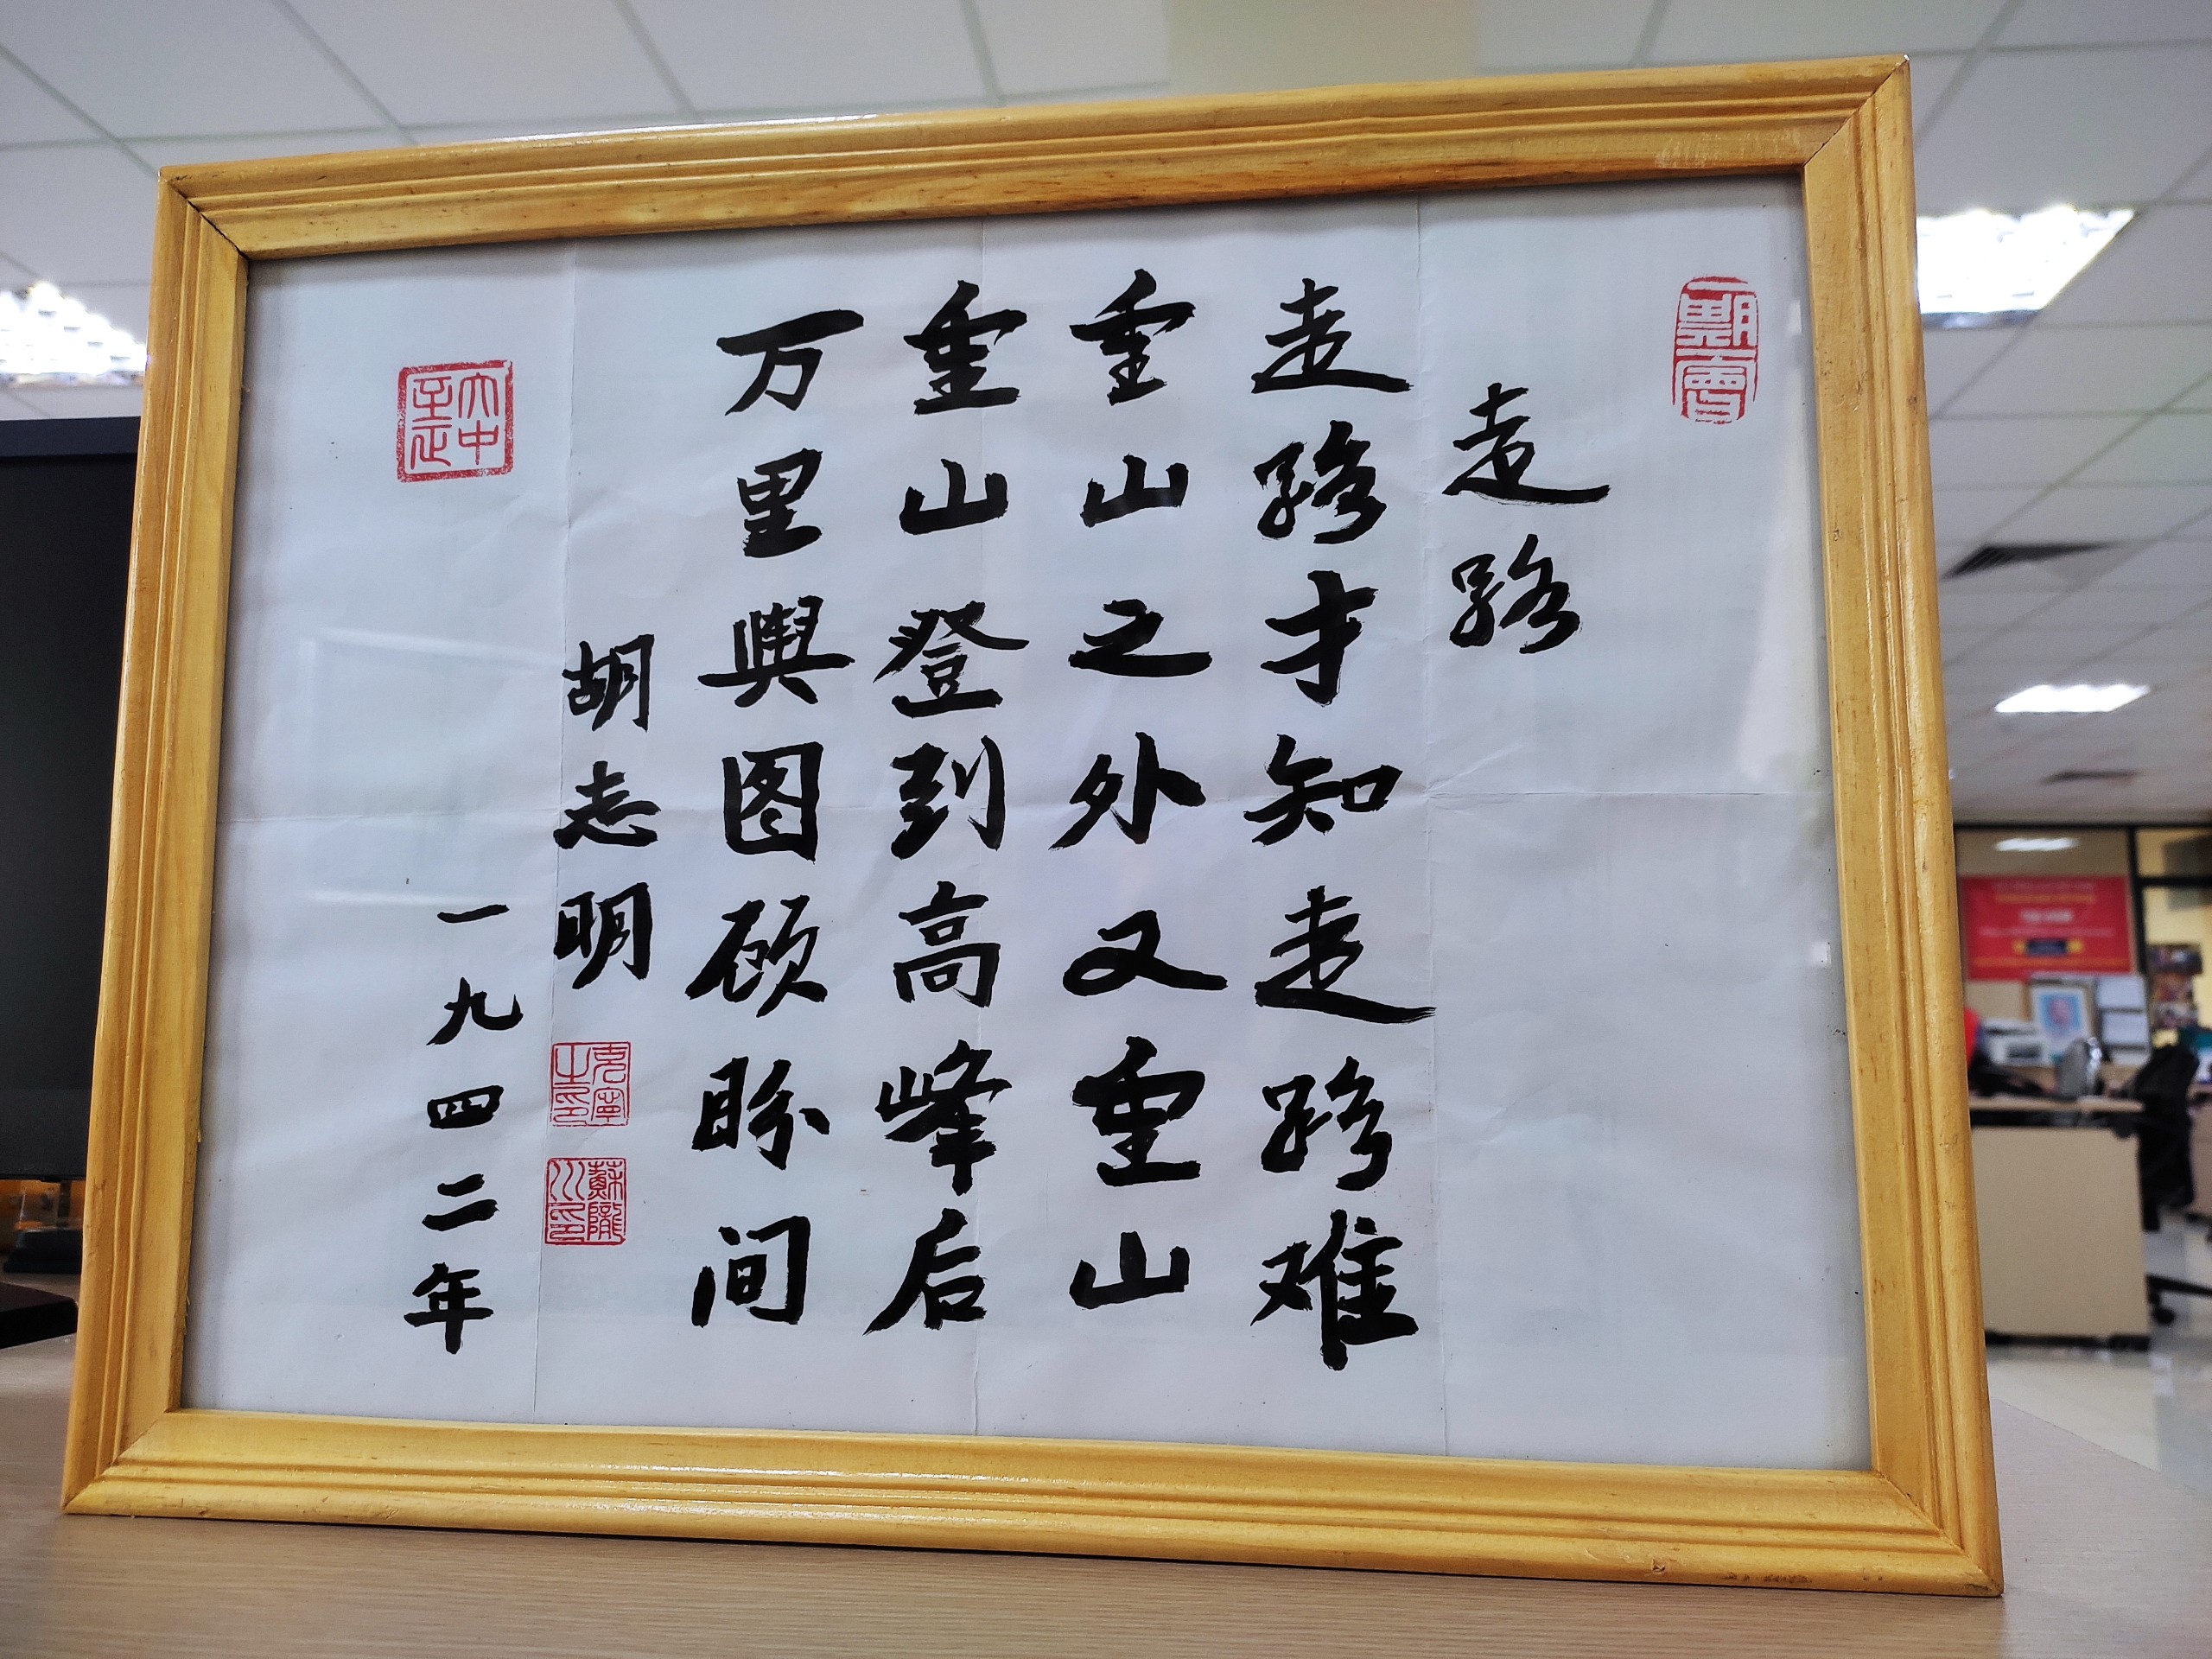 走路
走路才知走路难
重山之外又重山
重山登到高峰后
万里舆图顾盼间
胡志明
一九四二年